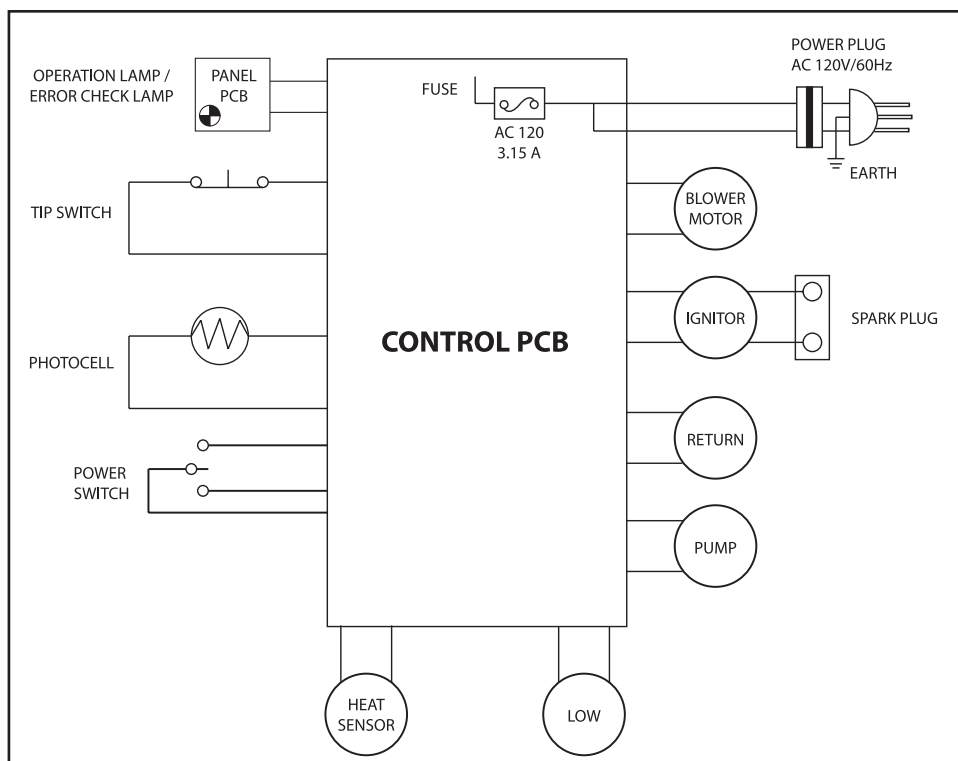 OPERATION LAMP /
ERROR CHECK LAMP
PANEL
PCB
FUSE
AC 120
3.15 A
POWER PLUG
AC 120V/60Hz
EARTH
TIP SWITCH
BLOWER
MOTOR
CONTROL PCB
IGNITOR
SPARK PLUG
PHOTOCELL
RETURN
POWER
SWITCH
PUMP
HEAT
SENSOR
LOW